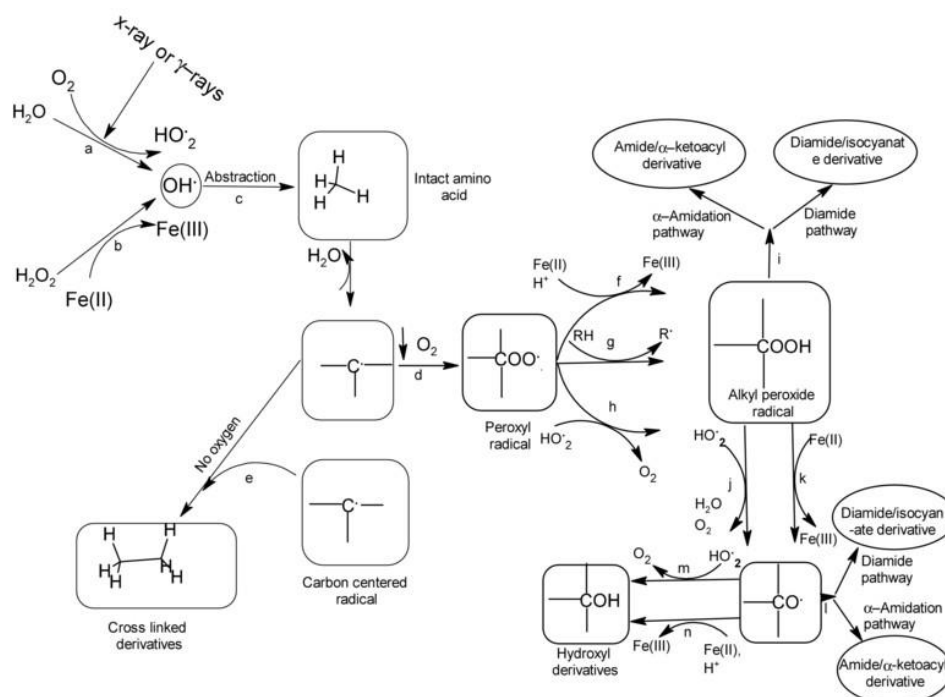 x-ray or γ-rays
O2
H2O
a
HO·2
OH·
Abstraction
c
Fe(III)
b
H2O2
Fe(II)
H
H
H
H
Intact amino
acid
H2O
C·
O2
d
COO·
Peroxyl
radical
No oxygen
e
H
H
H
H
H
H
Cross linked
derivatives
C·
Carbon centered
radical
Fe(II)
H+
f
Fe(III)
RH
g
R·
h
HO·2
O2
Amide/α-ketoacyl
derivative
Diamide/isocyanat
e derivative
α-Amidation
pathway
Diamide
pathway
i
COOH
Alkyl peroxide
radical
HO·2
j
H2O
O2
Fe(II)
k
Fe(III)
Diamide/isocyan
-ate derivative
Diamide
pathway
l
α-Amidation
pathway
Amide/α-ketoacyl
derivative
CO·
O2
m
HO·2
n
Fe(III)
Fe(II),
H+
COH
Hydroxyl
derivatives